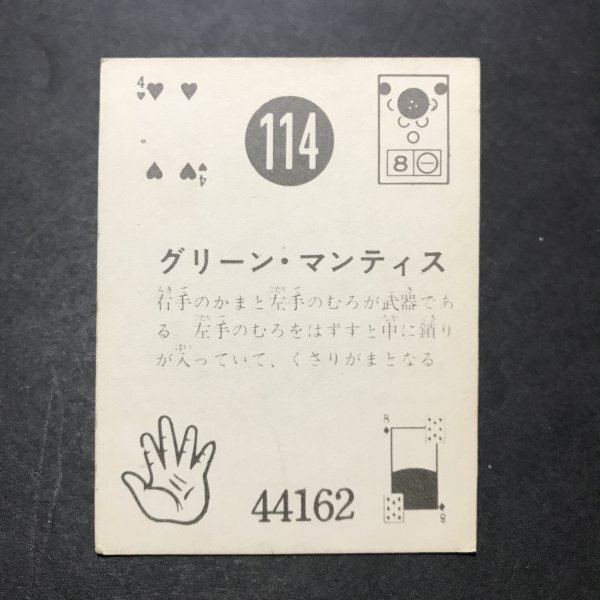 4
114
8 一
4
グリーン・マンティス
右手のかまと左手のむろが武器であ
る。左手のむろをはずすと中に鎖り
が入っていて、くさりがまとなる
8
44162
8